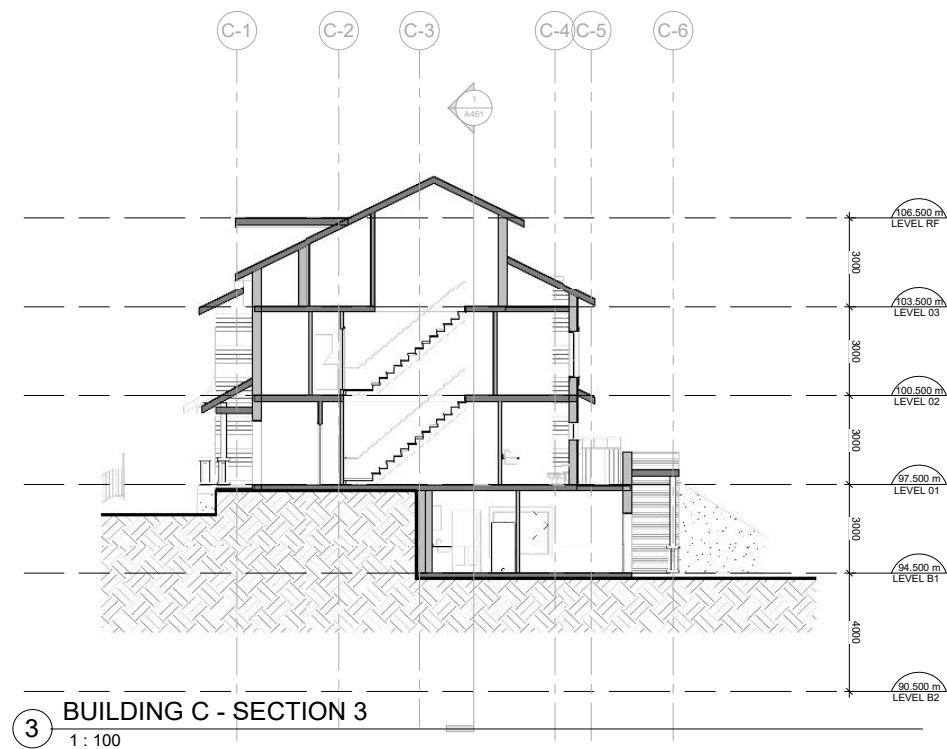 C-1
C-2
C-3
C-4
C-5
C-6
1
A461
106.500 m
LEVEL RF
3000
103.500 m
LEVEL 03
3000
100.500 m
LEVEL 02
3000
97.500 m
LEVEL 01
3000
94.500 m
LEVEL B1
4000
90.500 m
LEVEL B2
3
BUILDING C - SECTION 3
1 : 100